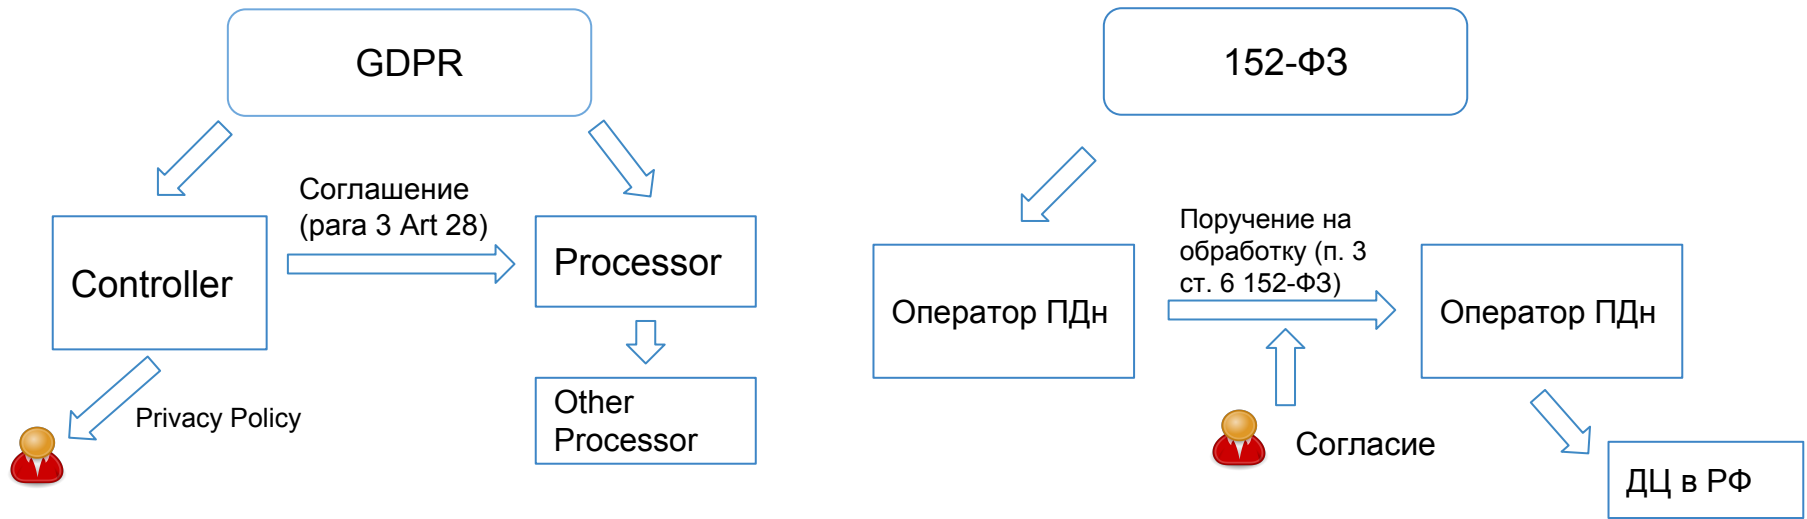 GDPR
Соглашение
(para 3 Art 28)
Controller
Processor
Other
Processor
Privacy Policy
152-ФЗ
Поручение на
обработку (п. 3
ст. 6 152-ФЗ)
Оператор ПДн
Оператор ПДн
Согласие
ДЦ в РФ